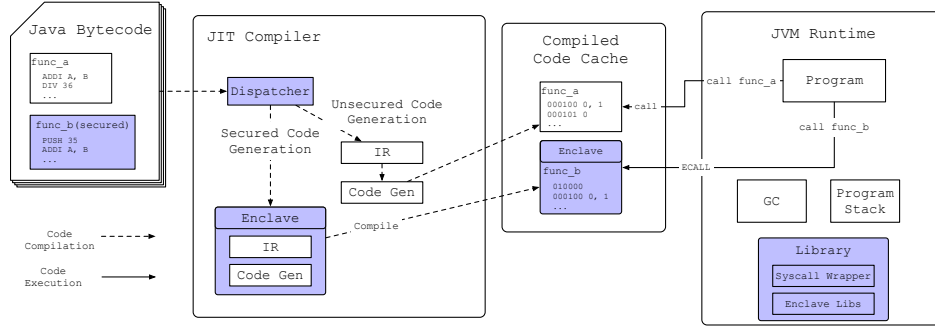 Java Bytecode
func_a
ADDI A, B
DIV 36
...
func_b(secured)
PUSH 35
ADDI A, B
...
Code
Compilation
Code
Execution
JIT Compiler
Dispatcher
Unsecured Code
Generation
Secured Code
Generation
IR
Code Gen
Enclave
IR
Code Gen
Compile
Compiled
Code Cache
func_a
000100 0, 1
000101 0
...
Enclave
func_b
010000
000100 0, 1
...
JVM Runtime
call func_a
call
Program
call func_b
ECALL
GC
Program
Stack
Library
Syscall Wrapper
Enclave Libs